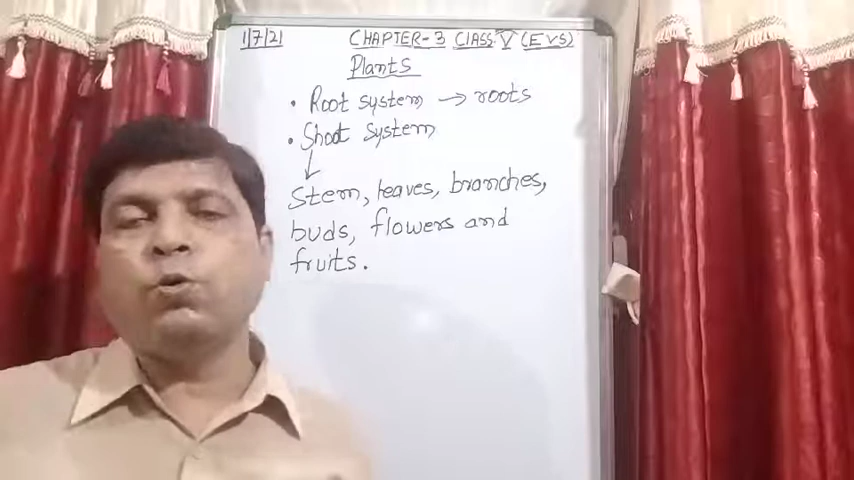 1/7/21
CHAPTER-3 CLASS V (EVS)
Plants
• Root system → roots
• Shoot system
↓
Stem, leaves, branches,
buds, flowers and
fruits.